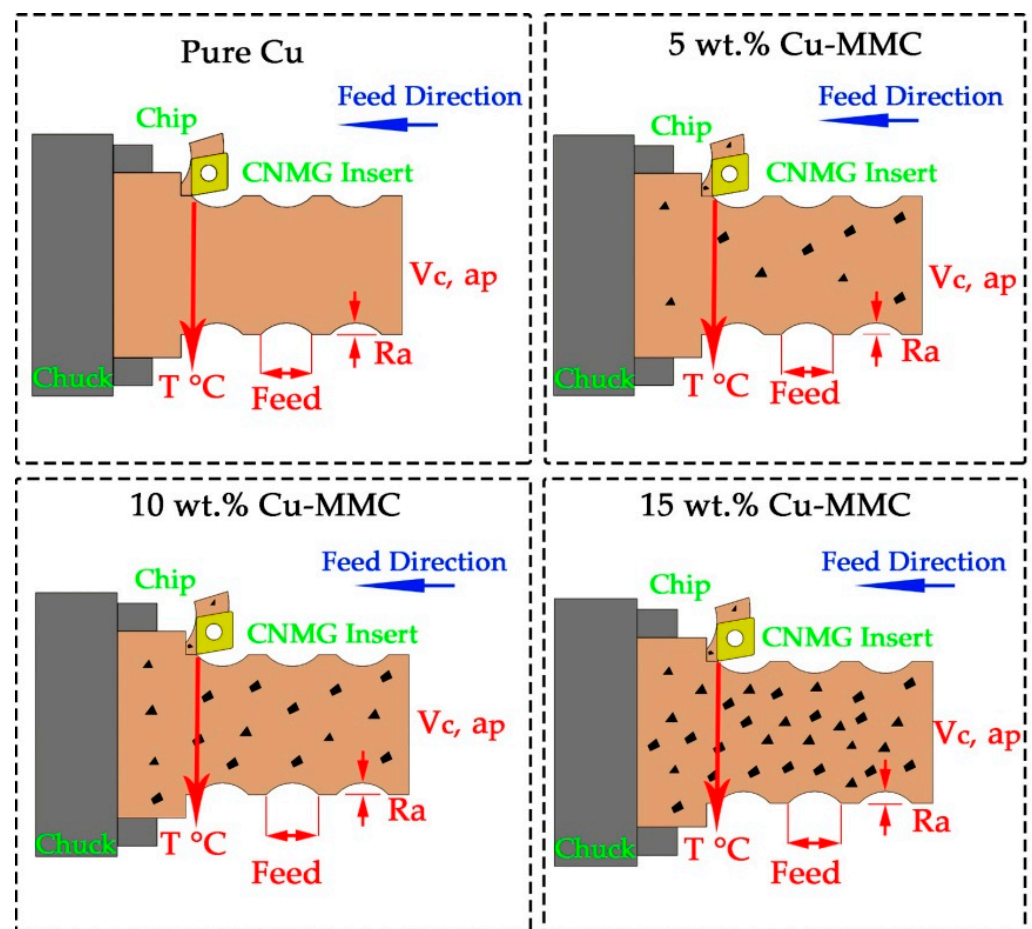 Pure Cu
Feed Direction
Chip
CNMG Insert
Vc, ap
Ra
Chuck
T °C
Feed
5 wt.% Cu-MMC
Feed Direction
Chip
CNMG Insert
Vc, ap
Ra
Chuck
T °C
Feed
10 wt.% Cu-MMC
Feed Direction
Chip
CNMG Insert
Vc, ap
Ra
Chuck
T °C
Feed
15 wt.% Cu-MMC
Feed Direction
Chip
CNMG Insert
Vc, ap
Ra
Chuck
T °C
Feed